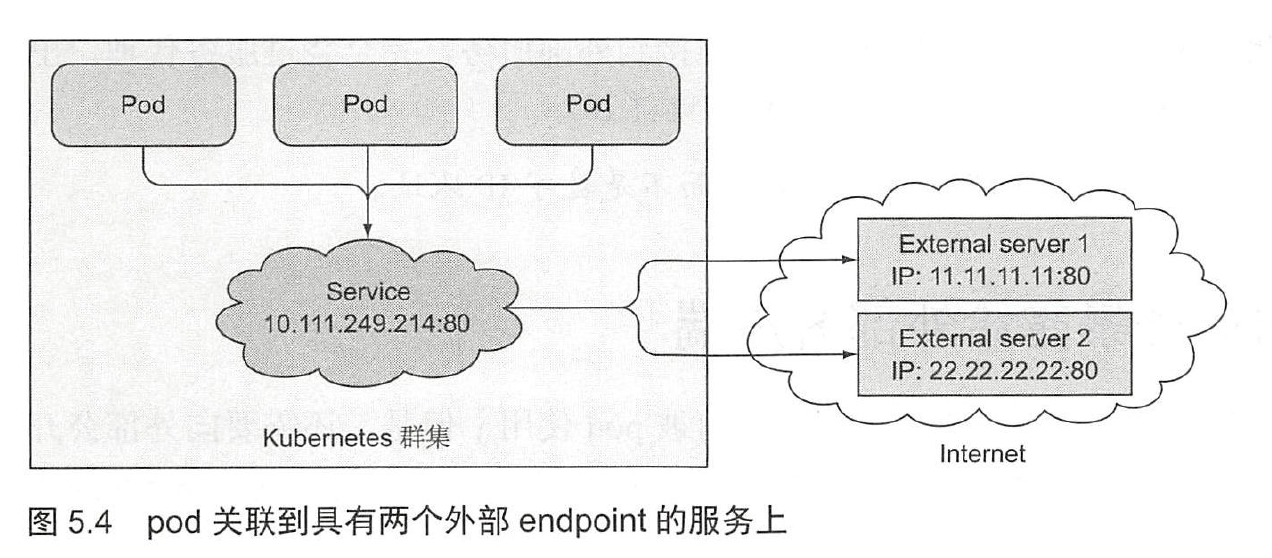 Pod
Pod
Pod
Service
10.111.249.214:80
External server 1
IP: 11.11.11.11:80
External server 2
IP: 22.22.22.22:80
Kubernetes 群集
Internet
图 5.4 pod 关联到具有两个外部 endpoint 的服务上